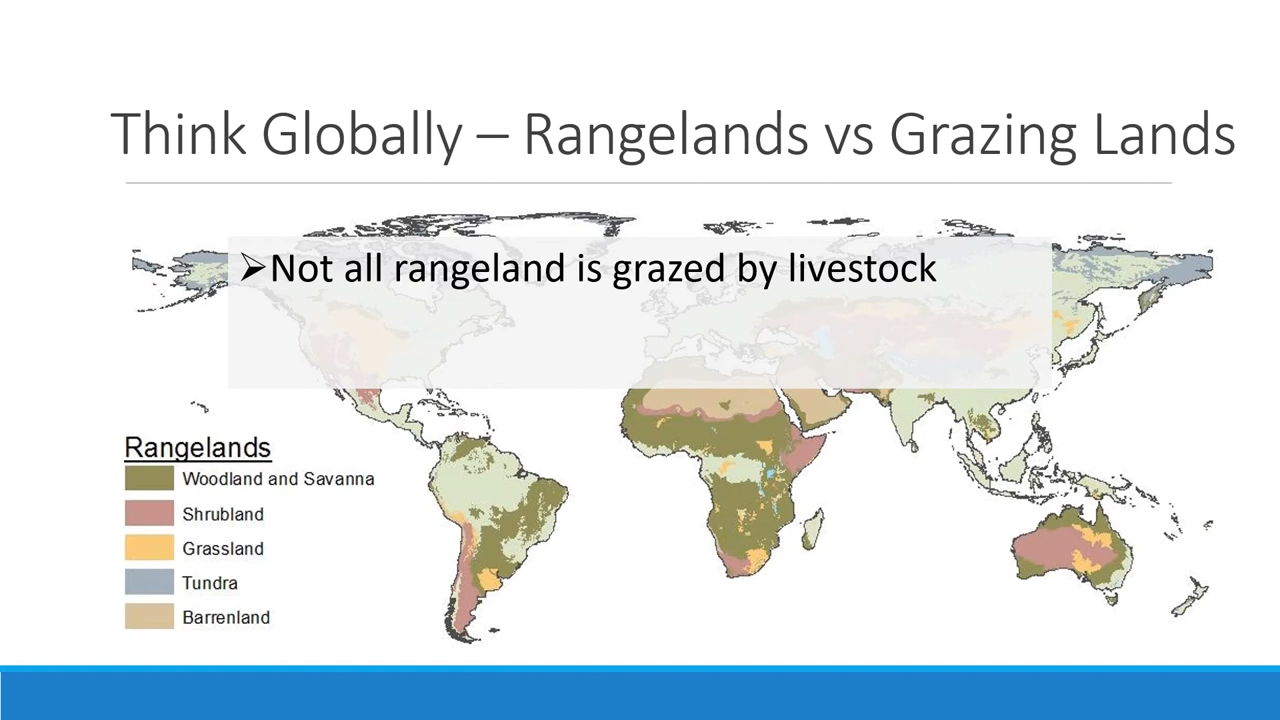 Think Globally – Rangelands vs Grazing Lands
➢Not all rangeland is grazed by livestock
Rangelands
Woodland and Savanna
Shrubland
Grassland
Tundra
Barrenland